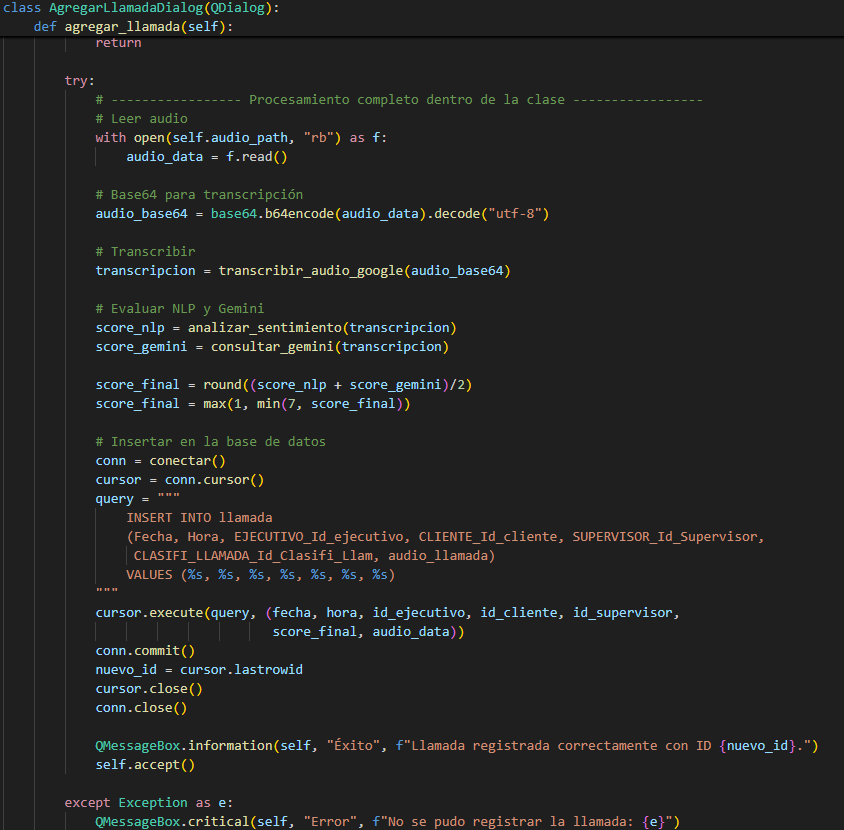 class AgregarLlamadaDialog(QDialog):
    def agregar_llamada(self):
            return

        try:
            # ----------------- Procesamiento completo dentro de la clase -----------------
            # Leer audio
            with open(self.audio_path, "rb") as f:
                audio_data = f.read()

            # Base64 para transcripción
            audio_base64 = base64.b64encode(audio_data).decode("utf-8")

            # Transcribir
            transcripcion = transcribir_audio_google(audio_base64)

            # Evaluar NLP y Gemini
            score_nlp = analizar_sentimiento(transcripcion)
            score_gemini = consultar_gemini(transcripcion)

            score_final = round((score_nlp + score_gemini)/2)
            score_final = max(1, min(7, score_final))

            # Insertar en la base de datos
            conn = conectar()
            cursor = conn.cursor()
            query = """
                INSERT INTO llamada
                (Fecha, Hora, EJECUTIVO_Id_ejecutivo, CLIENTE_Id_cliente, SUPERVISOR_Id_Supervisor,
                 CLASIFI_LLAMADA_Id_Clasifi_Llam, audio_llamada)
                VALUES (%s, %s, %s, %s, %s, %s, %s)
            """
            cursor.execute(query, (fecha, hora, id_ejecutivo, id_cliente, id_supervisor,
                                   score_final, audio_data))
            conn.commit()
            nuevo_id = cursor.lastrowid
            cursor.close()
            conn.close()

            QMessageBox.information(self, "Éxito", f"Llamada registrada correctamente con ID {nuevo_id}.")
            self.accept()

        except Exception as e:
            QMessageBox.critical(self, "Error", f"No se pudo registrar la llamada: {e}")